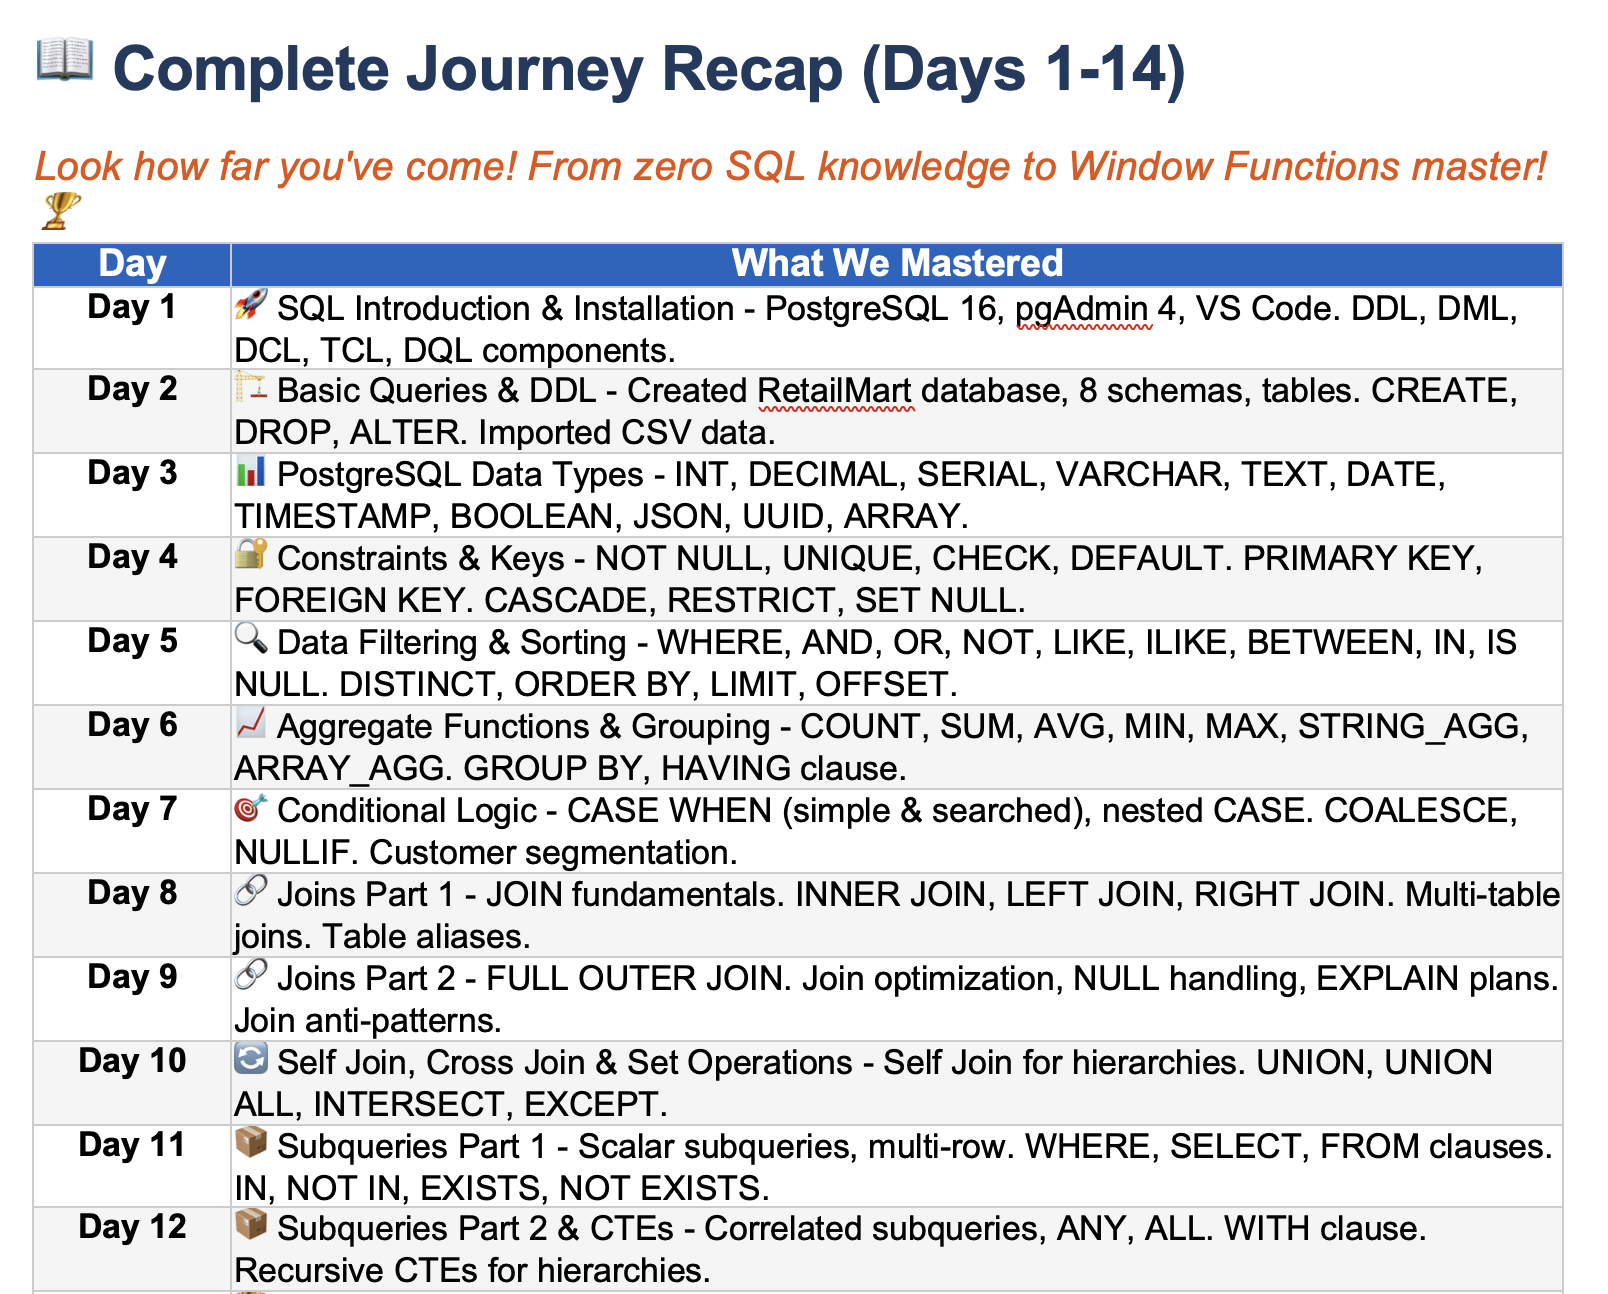 📖 Complete Journey Recap (Days 1-14)
Look how far you've come! From zero SQL knowledge to Window Functions master!
🏆
Day What We Mastered
Day 1 🚀 SQL Introduction & Installation - PostgreSQL 16, pgAdmin 4, VS Code. DDL, DML,
DCL, TCL, DQL components.
Day 2 🏗️ Basic Queries & DDL - Created RetailMart database, 8 schemas, tables. CREATE,
DROP, ALTER. Imported CSV data.
Day 3 📊 PostgreSQL Data Types - INT, DECIMAL, SERIAL, VARCHAR, TEXT, DATE,
TIMESTAMP, BOOLEAN, JSON, UUID, ARRAY.
Day 4 🔐 Constraints & Keys - NOT NULL, UNIQUE, CHECK, DEFAULT. PRIMARY KEY,
FOREIGN KEY. CASCADE, RESTRICT, SET NULL.
Day 5 🔍 Data Filtering & Sorting - WHERE, AND, OR, NOT, LIKE, ILIKE, BETWEEN, IN, IS
NULL. DISTINCT, ORDER BY, LIMIT, OFFSET.
Day 6 📈 Aggregate Functions & Grouping - COUNT, SUM, AVG, MIN, MAX, STRING_AGG,
ARRAY_AGG. GROUP BY, HAVING clause.
Day 7 🎯 Conditional Logic - CASE WHEN (simple & searched), nested CASE. COALESCE,
NULLIF. Customer segmentation.
Day 8 🔗 Joins Part 1 - JOIN fundamentals. INNER JOIN, LEFT JOIN, RIGHT JOIN. Multi-table
joins. Table aliases.
Day 9 🔗 Joins Part 2 - FULL OUTER JOIN. Join optimization, NULL handling, EXPLAIN plans.
Join anti-patterns.
Day 10 🔄 Self Join, Cross Join & Set Operations - Self Join for hierarchies. UNION, UNION
ALL, INTERSECT, EXCEPT.
Day 11 📦 Subqueries Part 1 - Scalar subqueries, multi-row. WHERE, SELECT, FROM clauses.
IN, NOT IN, EXISTS, NOT EXISTS.
Day 12 📦 Subqueries Part 2 & CTEs - Correlated subqueries, ANY, ALL. WITH clause.
Recursive CTEs for hierarchies.